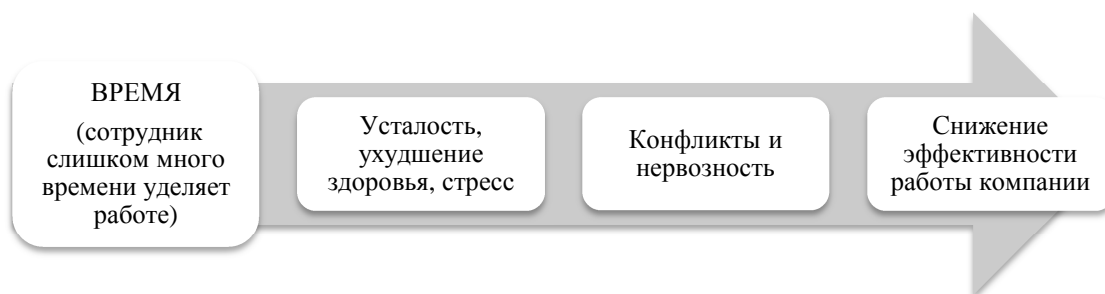 ВРЕМЯ
(сотрудник
слишком много
времени уделяет
работе)
Усталость,
ухудшение
здоровья, стресс
Конфликты и
нервозность
Снижение
эффективности
работы компании